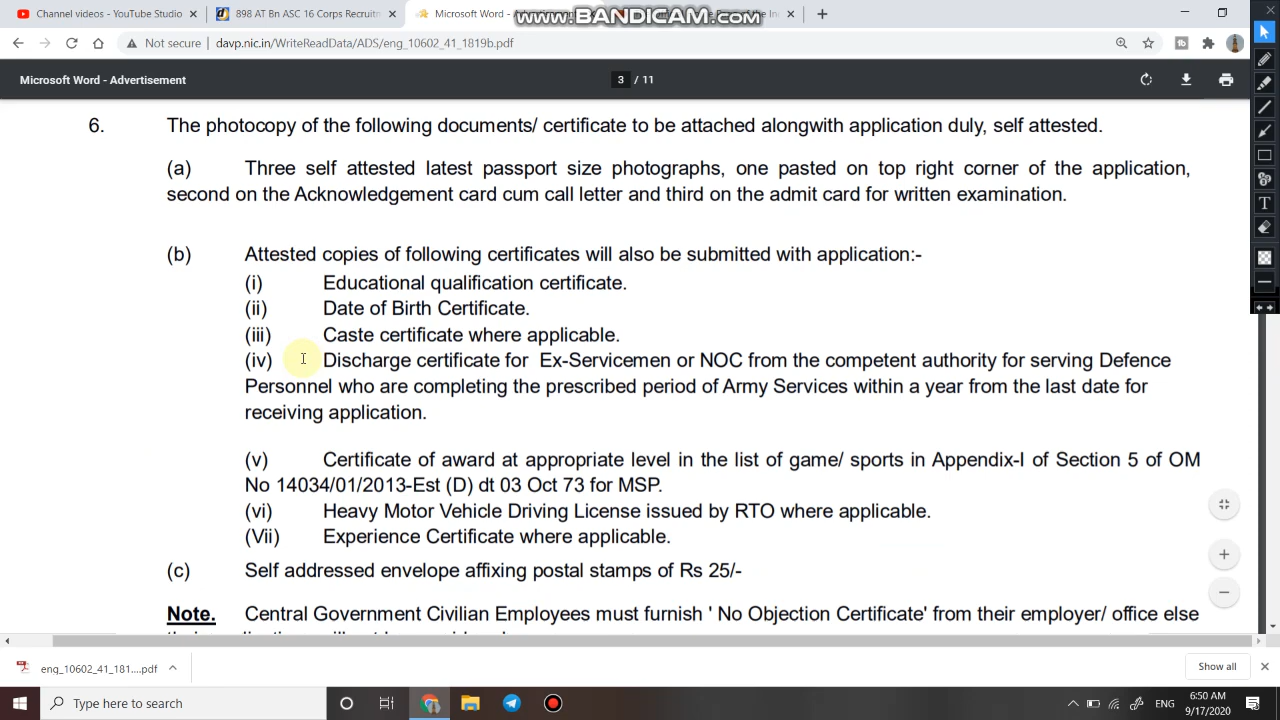 Channel videos - YouTube Studio
898 AT Bn ASC 16 Corps Recruitm
Microsoft Word - Adver
www.BANDICAM.com
Not secure davp.nic.in/WriteReadData/ADS/eng_10602_41_1819b.pdf
Microsoft Word - Advertisement 3 / 11
6. The photocopy of the following documents/ certificate to be attached alongwith application duly, self attested.
(a) Three self attested latest passport size photographs, one pasted on top right corner of the application,
second on the Acknowledgement card cum call letter and third on the admit card for written examination.
(b) Attested copies of following certificates will also be submitted with application:-
(i) Educational qualification certificate.
(ii) Date of Birth Certificate.
(iii) Caste certificate where applicable.
(iv) Discharge certificate for Ex-Servicemen or NOC from the competent authority for serving Defence
Personnel who are completing the prescribed period of Army Services within a year from the last date for
receiving application.
(v) Certificate of award at appropriate level in the list of game/ sports in Appendix-I of Section 5 of OM
No 14034/01/2013-Est (D) dt 03 Oct 73 for MSP.
(vi) Heavy Motor Vehicle Driving License issued by RTO where applicable.
(Vii) Experience Certificate where applicable.
(c) Self addressed envelope affixing postal stamps of Rs 25/-
Note. Central Government Civilian Employees must furnish ' No Objection Certificate' from their employer/ office else
eng_10602_41_181....pdf
Show all
Type here to search
ENG
6:50 AM
9/17/2020